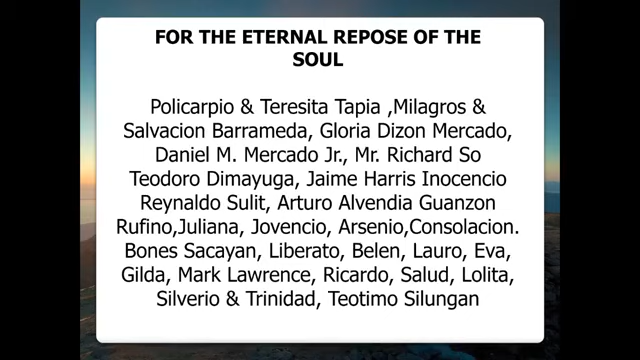 FOR THE ETERNAL REPOSE OF THE
SOUL
Policarpio & Teresita Tapia ,Milagros &
Salvacion Barrameda, Gloria Dizon Mercado,
Daniel M. Mercado Jr., Mr. Richard So
Teodoro Dimayuga, Jaime Harris Inocencio
Reynaldo Sulit, Arturo Alvendia Guanzon
Rufino,Juliana, Jovencio, Arsenio,Consolacion.
Bones Sacayan, Liberato, Belen, Lauro, Eva,
Gilda, Mark Lawrence, Ricardo, Salud, Lolita,
Silverio & Trinidad, Teotimo Silungan